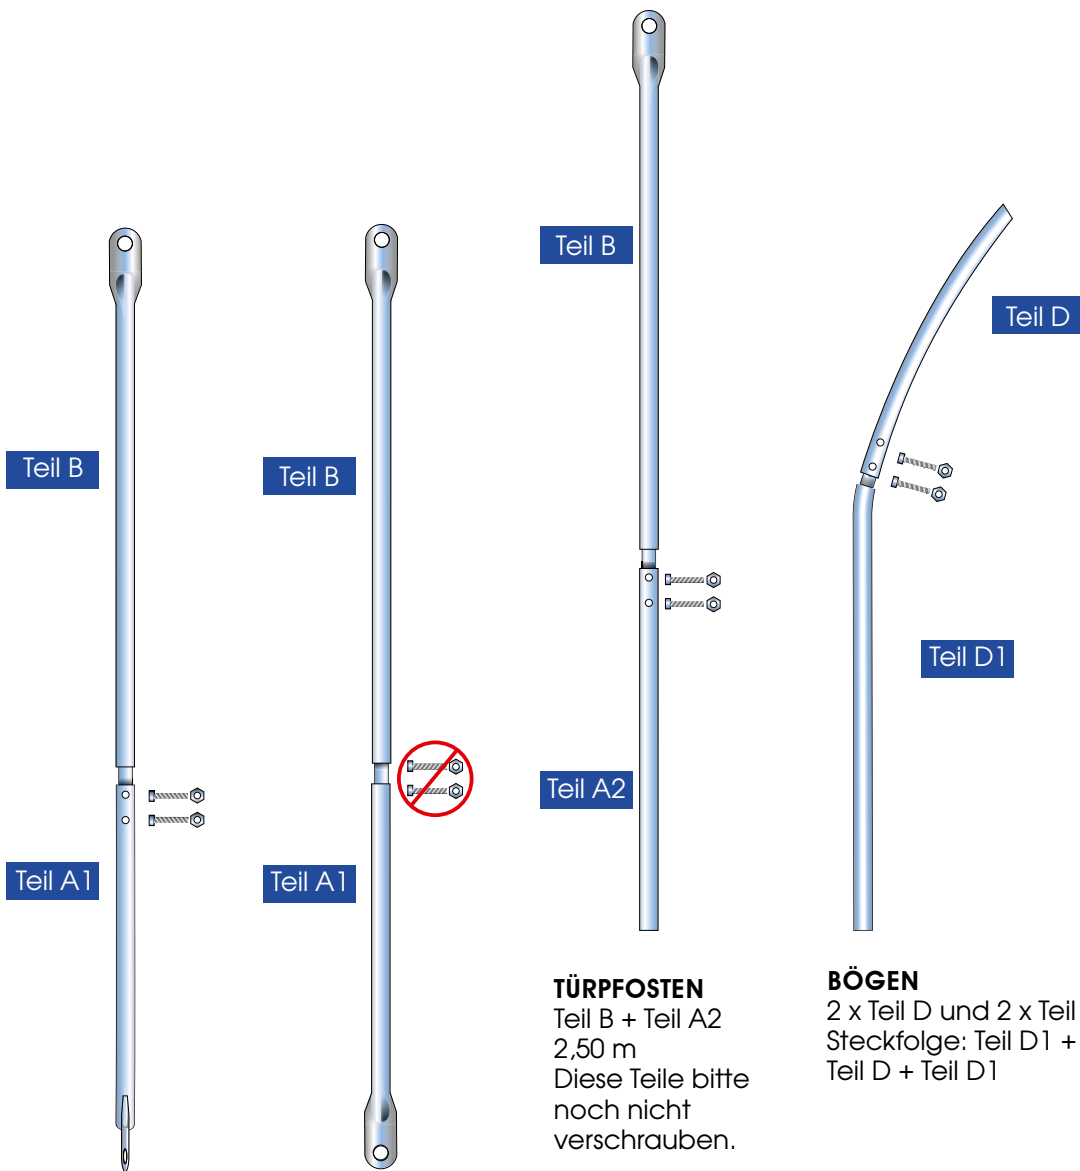 Teil B
Teil D
Teil B
Teil B
Teil D1
Teil A2
Teil A1
Teil A1
TÜRPFOSTEN
Teil B + Teil A2
2,50 m
Diese Teile bitte
noch nicht
verschrauben.
BÖGEN
2 x Teil D und 2 x Teil
Steckfolge: Teil D1 +
Teil D + Teil D1